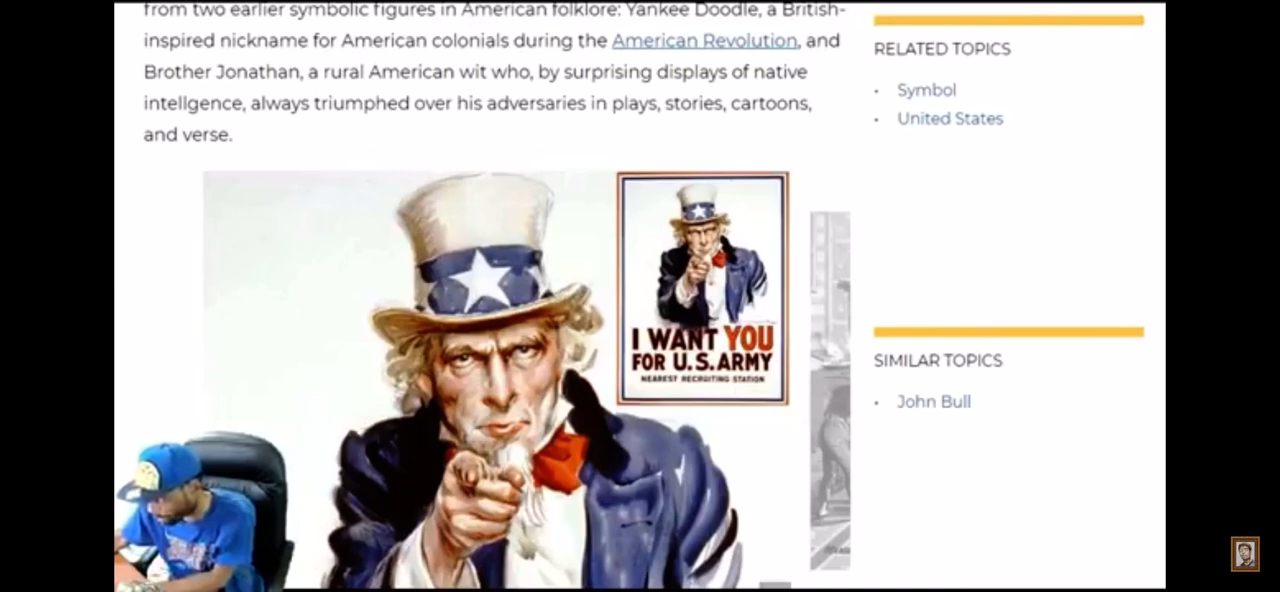 from two earlier symbolic figures in American folklore: Yankee Doodle, a British-
inspired nickname for American colonials during the American Revolution, and
Brother Jonathan, a rural American wit who, by surprising displays of native
intellgence, always triumphed over his adversaries in plays, stories, cartoons,
and verse.
I WANT YOU
FOR U.S. ARMY
NEAREST RECRUITING STATION
RELATED TOPICS
• Symbol
• United States
SIMILAR TOPICS
• John Bull